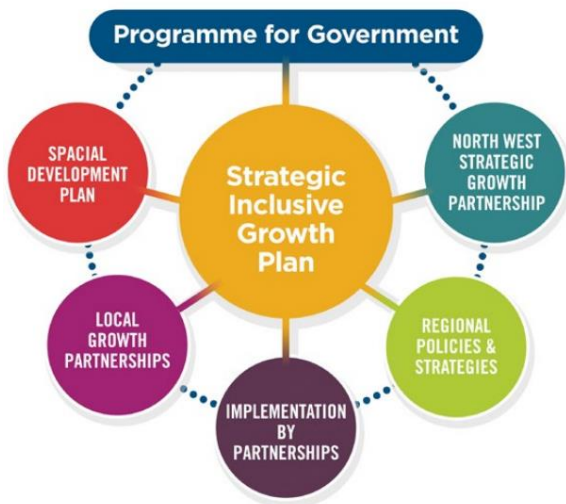 Programme for Government
SPACIAL
DEVELOPMENT
PLAN
Strategic
Inclusive
Growth
Plan
NORTH WEST
STRATEGIC
GROWTH
PARTNERSHIP
LOCAL
GROWTH
PARTNERSHIPS
REGIONAL
POLICIES &
STRATEGIES
IMPLEMENTATION
BY
PARTNERSHIPS